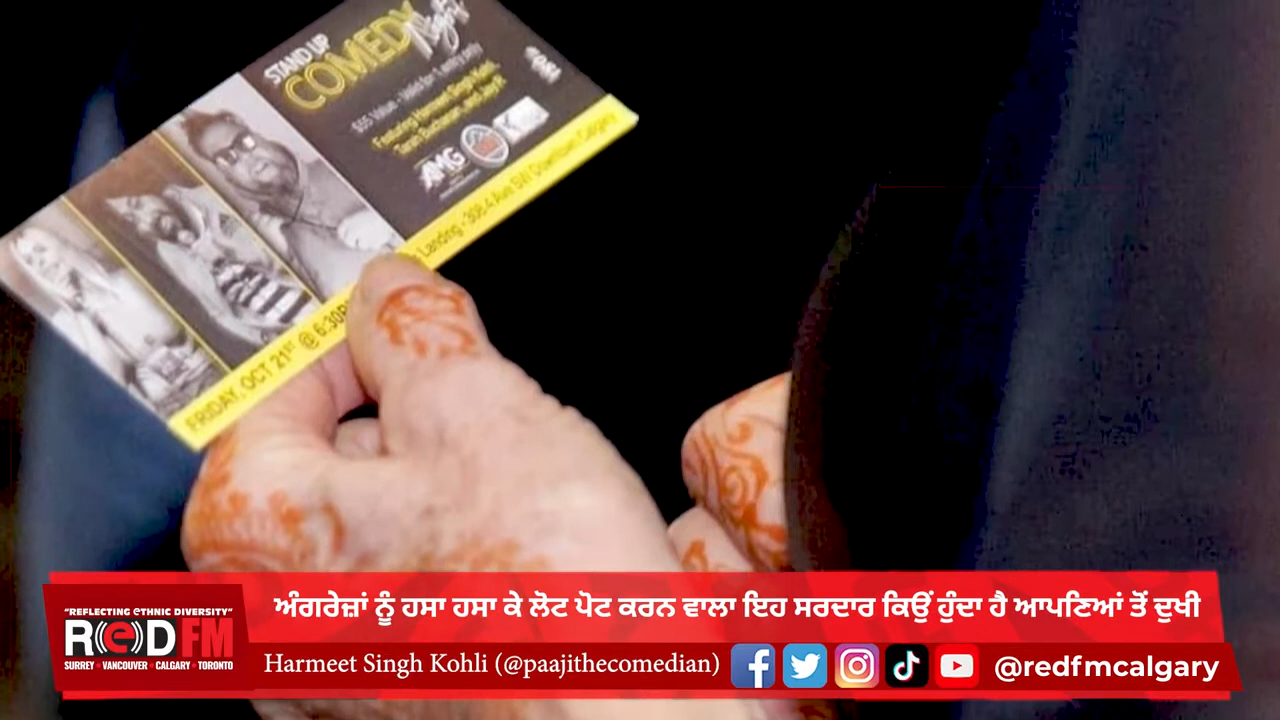 STAND UP
COMEDY
Night
$55 Value - Valid for 1 entry only
Featuring Harmeet Singh Kohli,
AMG
FRIDAY, OCT 21ST @ 6:30P
Landing - 308-4 Ave SW Downtown Calgary
ਅੰਗਰੇਜ਼ਾਂ ਨੂੰ ਹਸਾ ਹਸਾ ਕੇ ਲੋਟ ਪੋਟ ਕਰਨ ਵਾਲਾ ਇਹ ਸਰਦਾਰ ਕਿਉਂ ਹੁੰਦਾ ਹੈ ਆਪਣਿਆਂ ਤੋਂ ਦੁਖੀ
"REFLECTING eTHNIC DIVERSITY"
ReD FM
SURREY • VANCOUVER • CALGARY • TORONTO
Harmeet Singh Kohli (@paajithecomedian)
@redfmcalgary